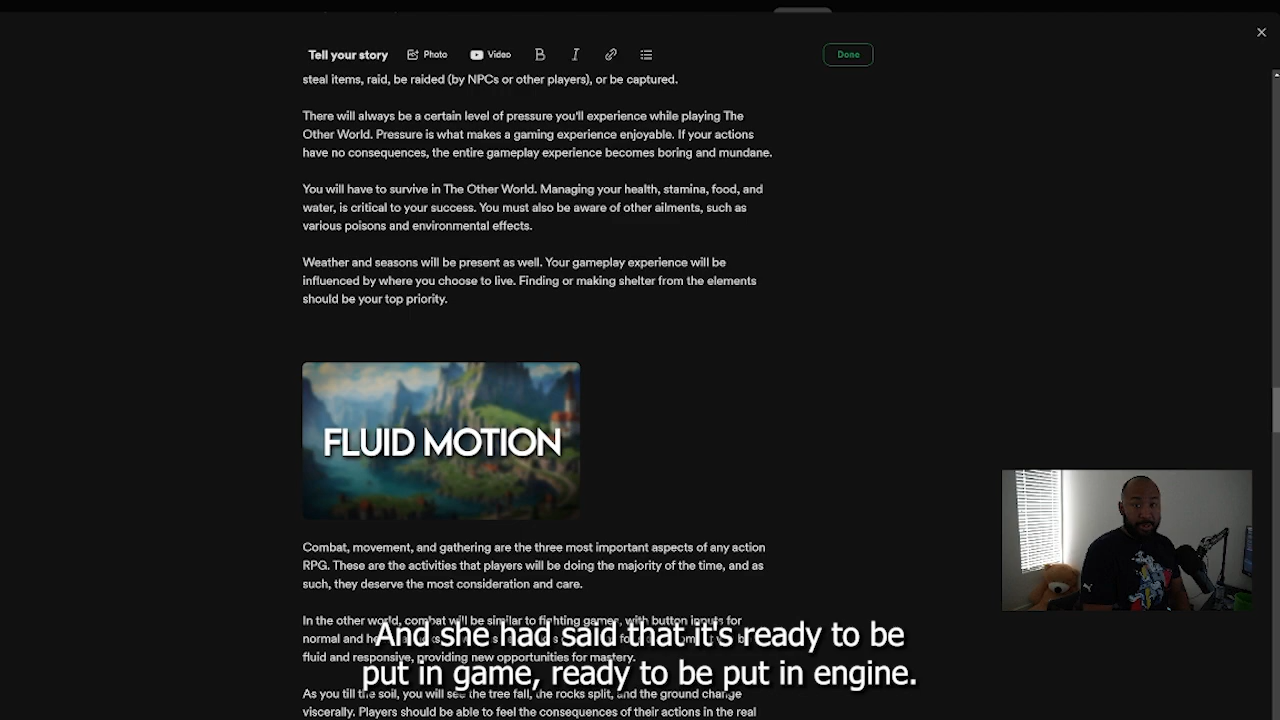 Tell your story Photo Video B I Done
steal items, raid, be raided (by NPCs or other players), or be captured.
There will always be a certain level of pressure you'll experience while playing The
Other World. Pressure is what makes a gaming experience enjoyable. If your actions
have no consequences, the entire gameplay experience becomes boring and mundane.
You will have to survive in The Other World. Managing your health, stamina, food, and
water, is critical to your success. You must also be aware of other ailments, such as
various poisons and environmental effects.
Weather and seasons will be present as well. Your gameplay experience will be
influenced by where you choose to live. Finding or making shelter from the elements
should be your top priority.
FLUID MOTION
Combat, movement, and gathering are the three most important aspects of any action
RPG. These are the activities that players will be doing the majority of the time, and as
such, they deserve the most consideration and care.
In the other world, combat will be similar to fighting games, with button inputs for
normal and
fluid and responsive, providing new opportunities for mastery.
And she had said that it's ready to be
put in game, ready to be put in engine.
As you till the soil, you will see the tree fall, the rocks split, and the ground change
viscerally. Players should be able to feel the consequences of their actions in the real